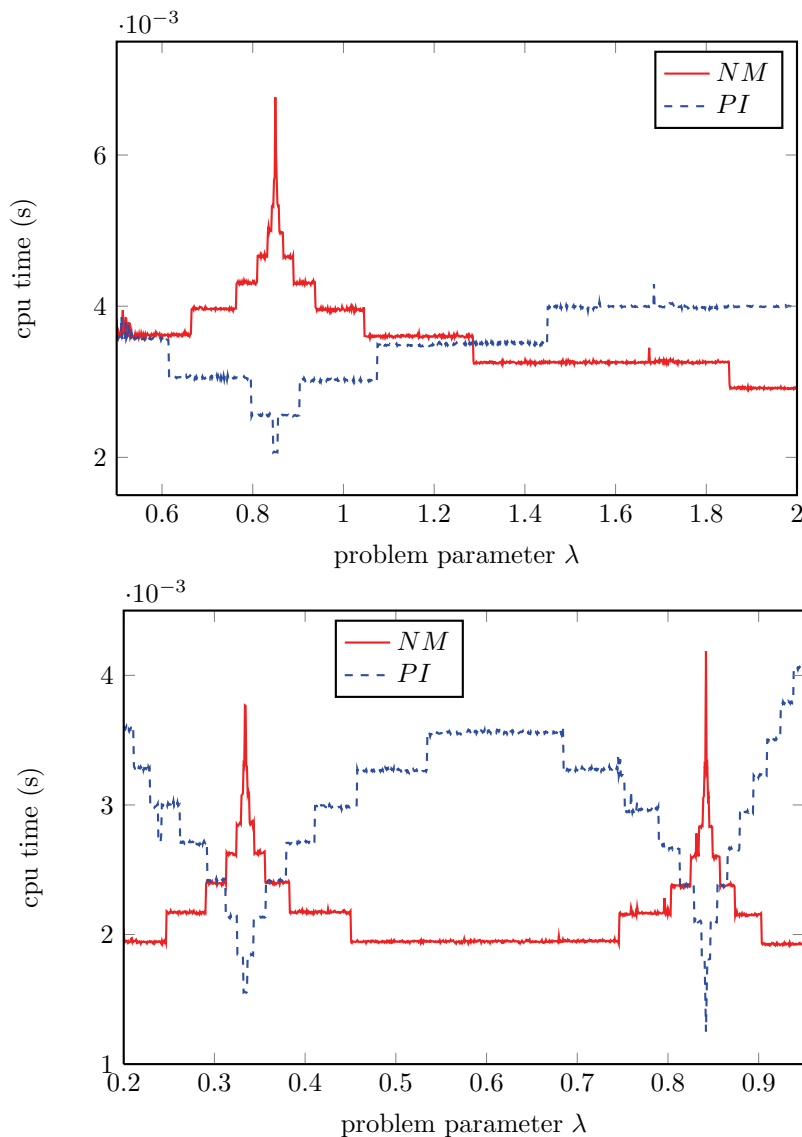 ·10⁻³
NM
PI
6
4
2
cpu time (s)
0.6 0.8 1 1.2 1.4 1.6 1.8 2
problem parameter λ
·10⁻³
NM
PI
4
3
2
1
cpu time (s)
0.2 0.3 0.4 0.5 0.6 0.7 0.8 0.9
problem parameter λ